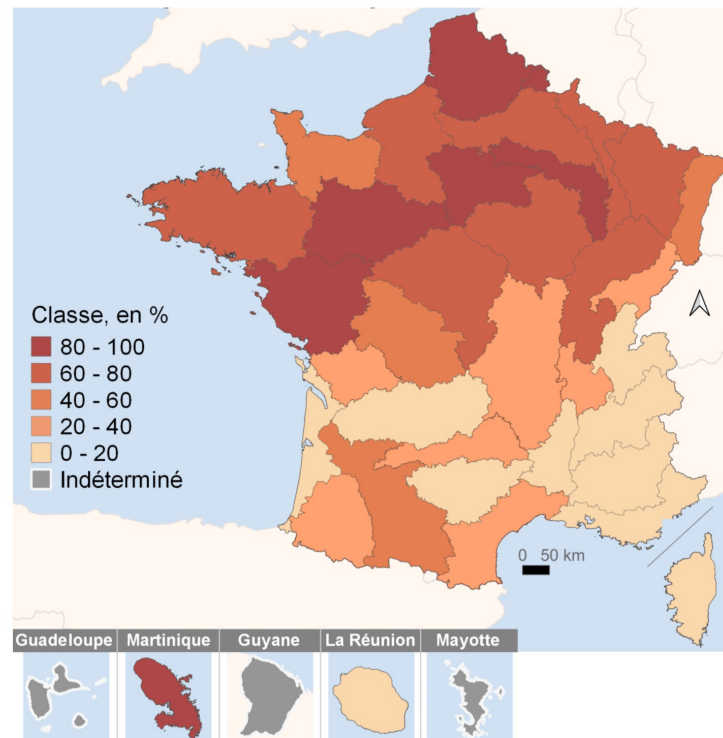 Classe, en %
80 - 100
60 - 80
40 - 60
20 - 40
0 - 20
Indéterminé
0 50 km
Guadeloupe Martinique Guyane La Réunion Mayotte